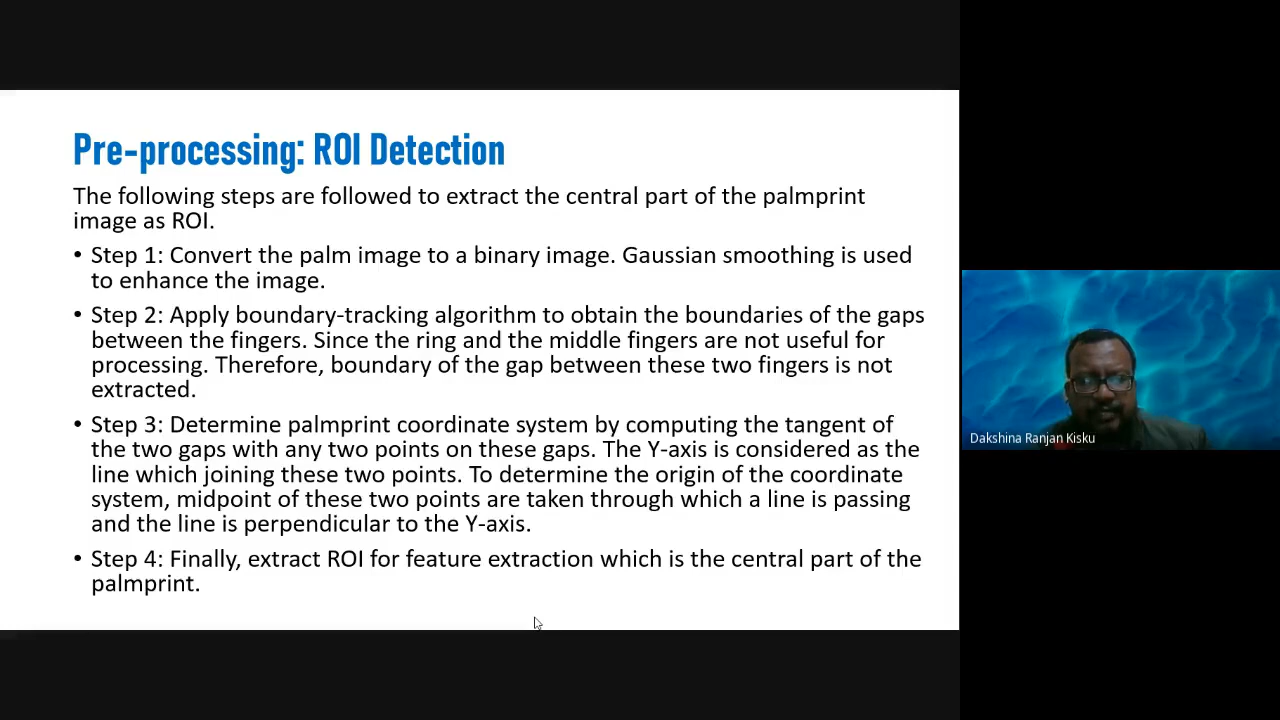 Pre-processing: ROI Detection
The following steps are followed to extract the central part of the palmprint
image as ROI.
• Step 1: Convert the palm image to a binary image. Gaussian smoothing is used
to enhance the image.
• Step 2: Apply boundary-tracking algorithm to obtain the boundaries of the gaps
between the fingers. Since the ring and the middle fingers are not useful for
processing. Therefore, boundary of the gap between these two fingers is not
extracted.
• Step 3: Determine palmprint coordinate system by computing the tangent of
the two gaps with any two points on these gaps. The Y-axis is considered as the
line which joining these two points. To determine the origin of the coordinate
system, midpoint of these two points are taken through which a line is passing
and the line is perpendicular to the Y-axis.
• Step 4: Finally, extract ROI for feature extraction which is the central part of the
palmprint.
Dakshina Ranjan Kisku